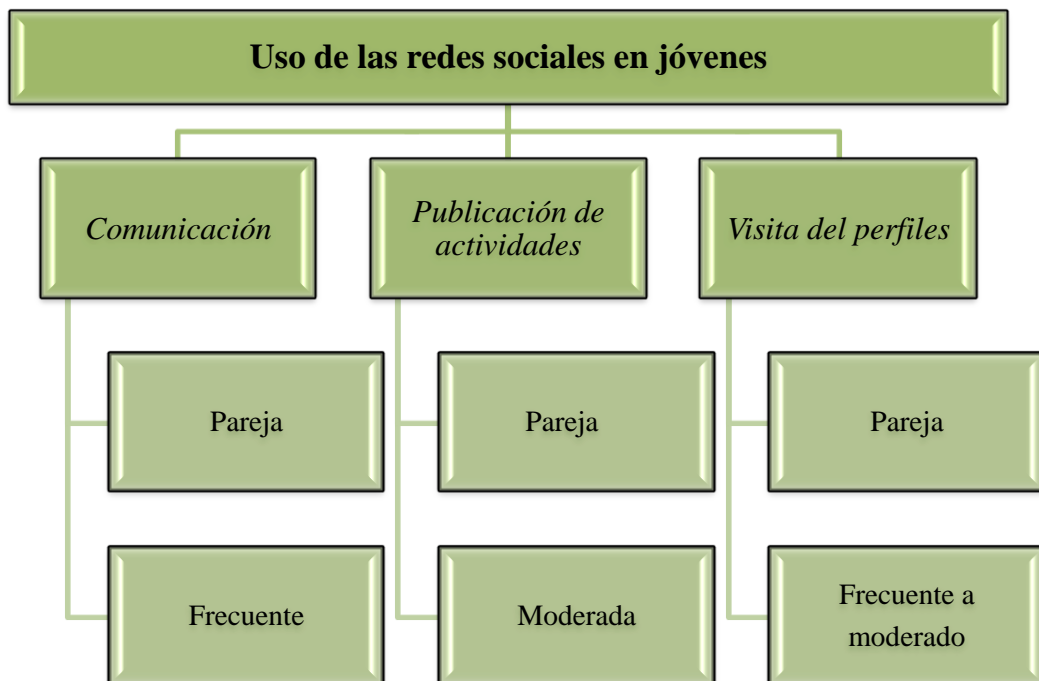 Uso de las redes sociales en jóvenes
Comunicación
Publicación de
actividades
Visita del perfiles
Pareja
Pareja
Pareja
Frecuente
Moderada
Frecuente a
moderado